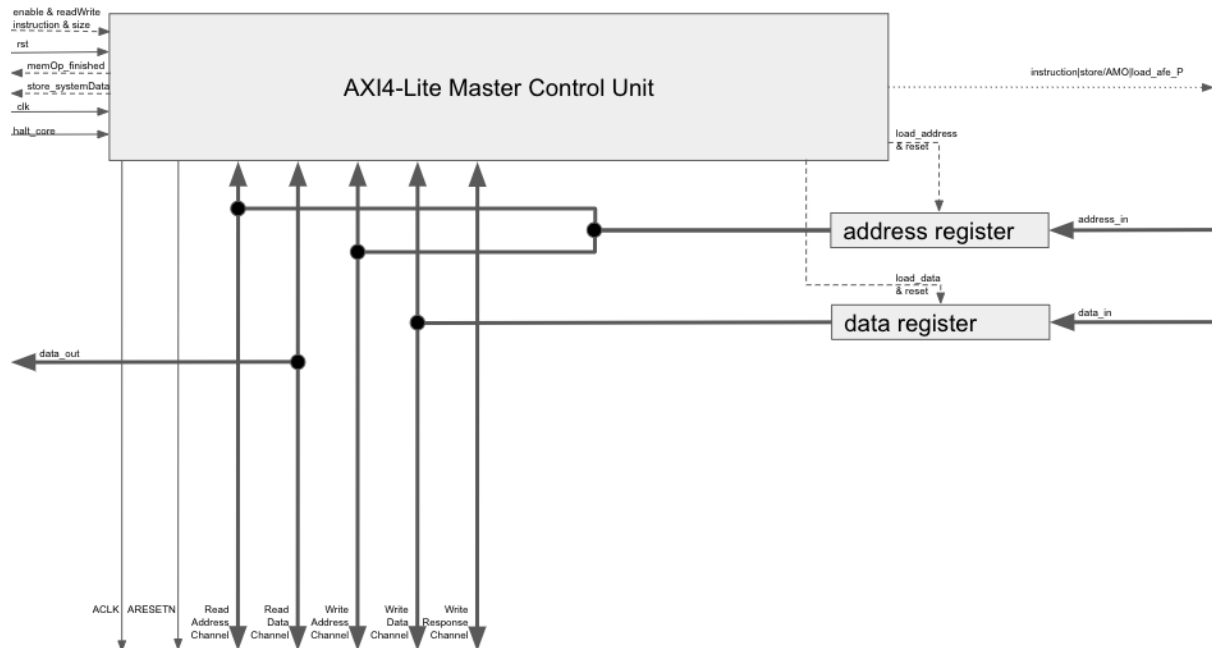 enable & readWrite
instruction & size
rst
memOp_finished
store_systemData
clk
halt_core
AXI4-Lite Master Control Unit
instruction|store/AMO|load_afe_P
load_address
& reset
address register
address_in
load_data
& reset
data register
data_in
data_out
ACLK
ARESETN
Read
Address
Channel
Read
Data
Channel
Write
Address
Channel
Write
Data
Channel
Write
Response
Channel